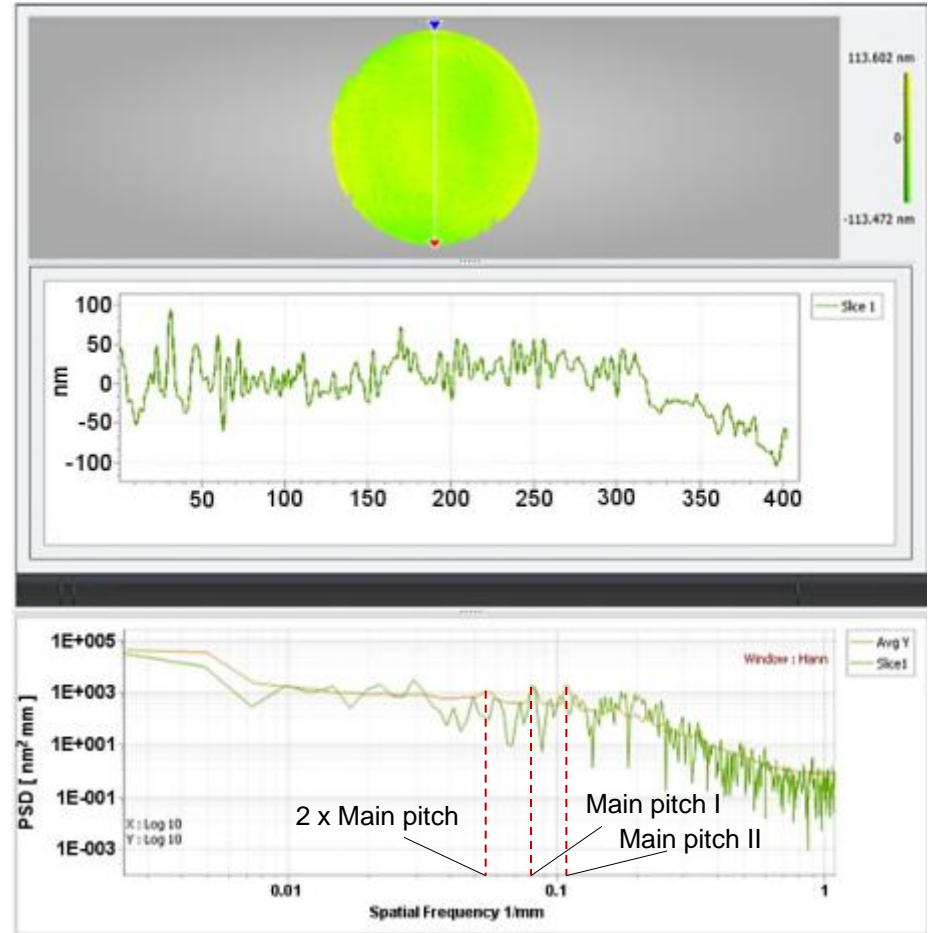 113.602 nm
0
-113.472 nm
100
50
0
-50
-100
nm
Slice 1
50 100 150 200 250 300 350 400
1E+005
1E+003
1E+001
1E-001
1E-003
PSD [ nm² mm ]
Window : Hann
Avg Y
Slice1
2 x Main pitch
Main pitch I
Main pitch II
X : Log 10
Y : Log 10
0.01 0.1 1
Spatial Frequency 1/mm